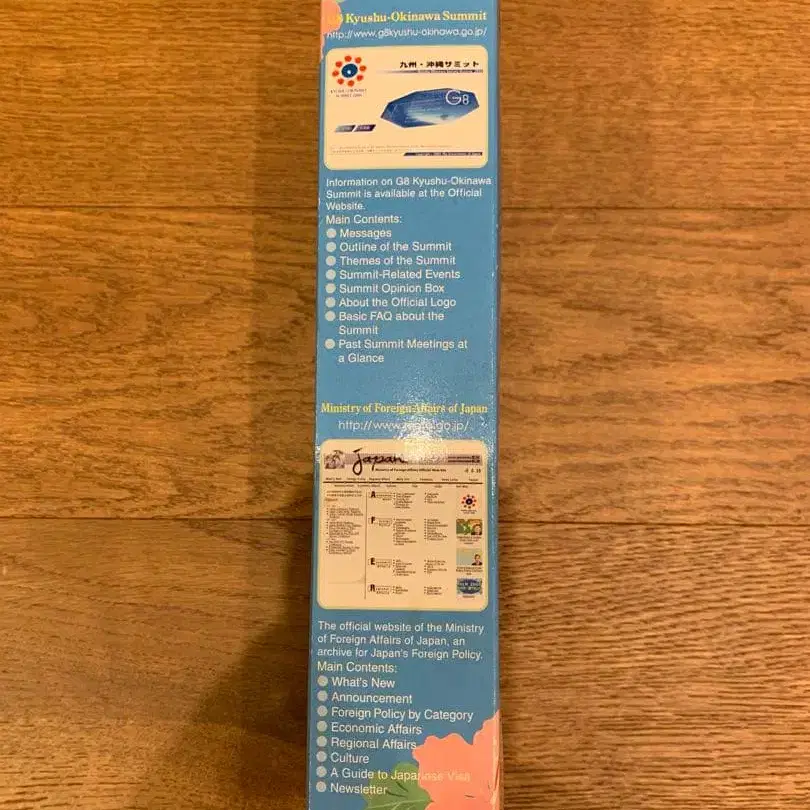 G8 Kyushu-Okinawa Summit
http://www.g8kyushu-okinawa.go.jp/
九州・沖縄サミット
G8
Information on G8 Kyushu-Okinawa
Summit is available at the Official
Website.
Main Contents:
● Messages
● Outline of the Summit
● Themes of the Summit
● Summit-Related Events
● Summit Opinion Box
● About the Official Logo
● Basic FAQ about the
Summit
● Past Summit Meetings at
a Glance
Ministry of Foreign Affairs of Japan
http://www.mofa.go.jp/
Japan
The official website of the Ministry
of Foreign Affairs of Japan, an
archive for Japan's Foreign Policy.
Main Contents:
● What's New
● Announcement
● Foreign Policy by Category
● Economic Affairs
● Regional Affairs
● Culture
● A Guide to Japanese Visa
● Newsletter